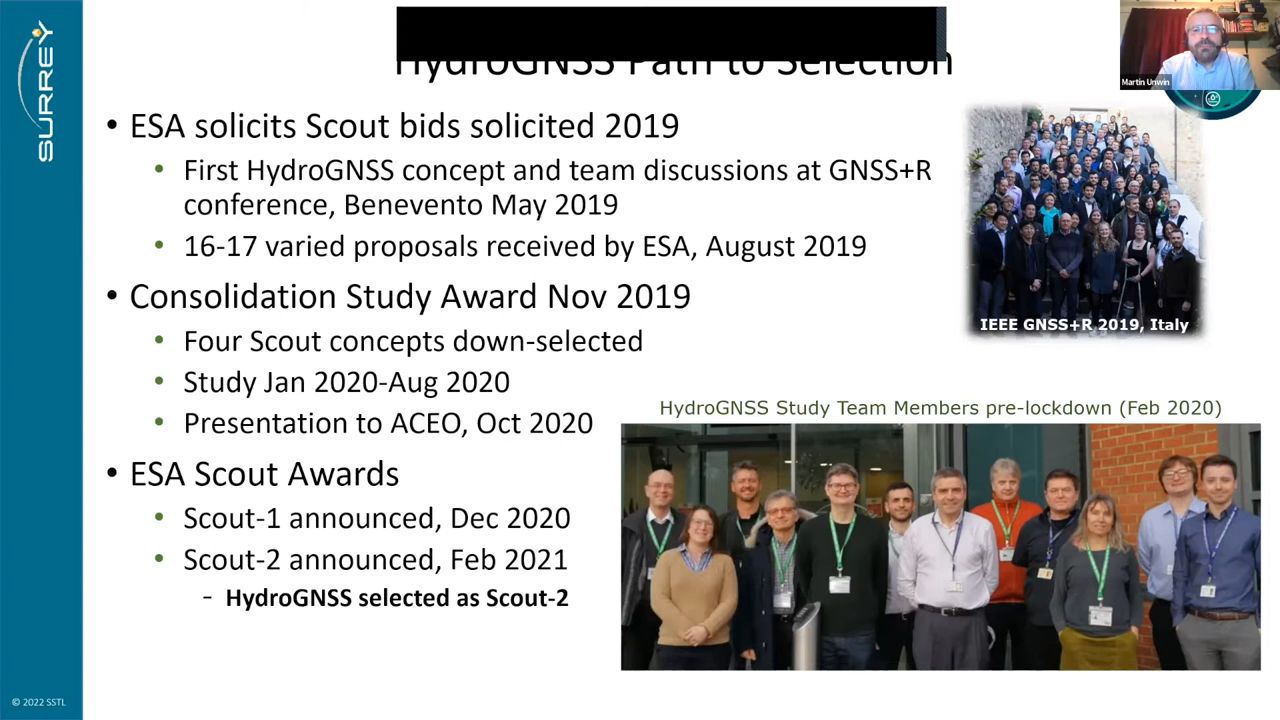 HydroGNSS Path to Selection
Martin Unwin
SURREY
• ESA solicits Scout bids solicited 2019
• First HydroGNSS concept and team discussions at GNSS+R
conference, Benevento May 2019
• 16-17 varied proposals received by ESA, August 2019
IEEE GNSS+R 2019, Italy
• Consolidation Study Award Nov 2019
• Four Scout concepts down-selected
• Study Jan 2020-Aug 2020
• Presentation to ACEO, Oct 2020
HydroGNSS Study Team Members pre-lockdown (Feb 2020)
• ESA Scout Awards
• Scout-1 announced, Dec 2020
• Scout-2 announced, Feb 2021
- HydroGNSS selected as Scout-2
© 2022 SSTL